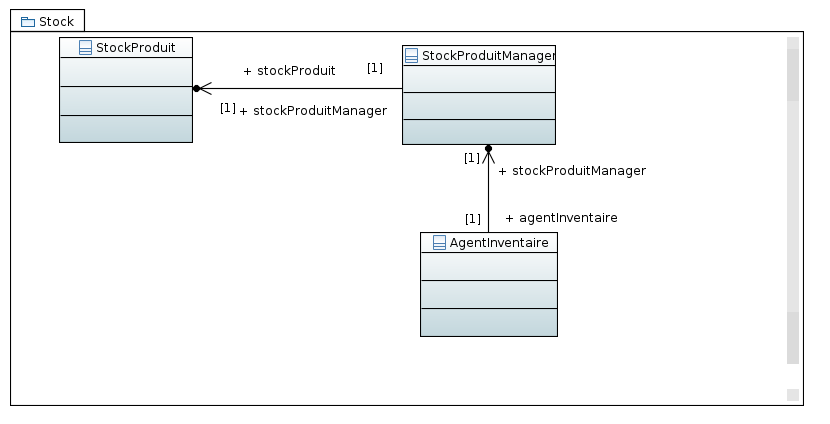 Stock
StockProduit
StockProduitManager
+ stockProduit [1]
[1] + stockProduitManager
[1]
+ stockProduitManager
[1] + agentInventaire
AgentInventaire